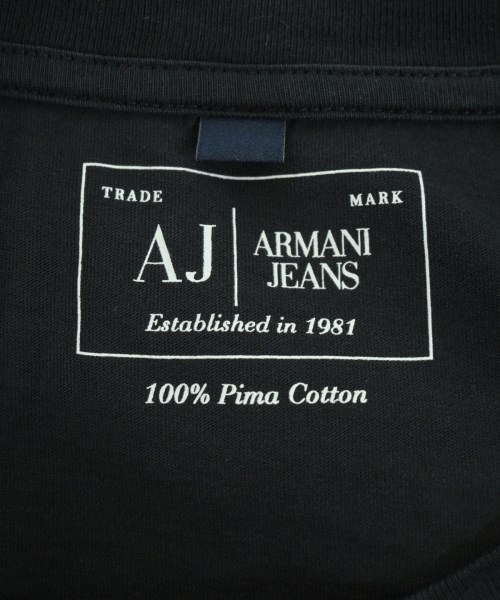 TRADE MARK
AJ
ARMANI
JEANS
Established in 1981
100% Pima Cotton